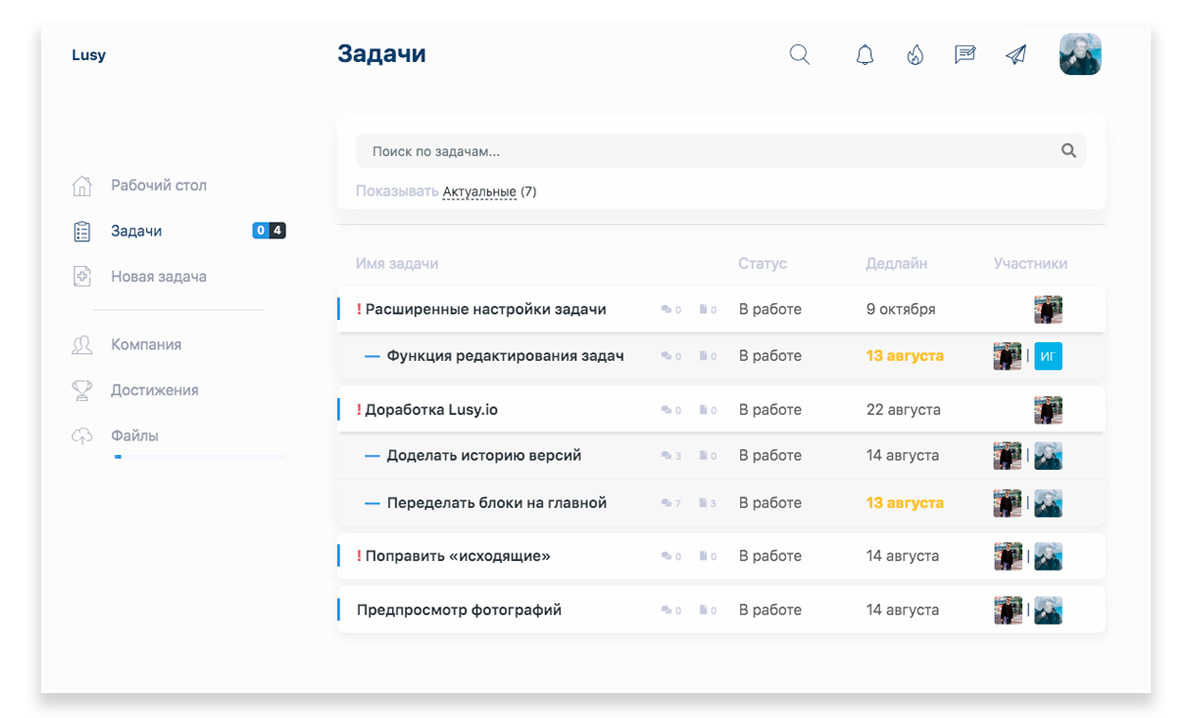 Lusy
Задачи
Поиск по задачам...
Показывать Актуальные (7)
Рабочий стол
Задачи 0 4
Новая задача
Компания
Достижения
Файлы
Имя задачи Статус Дедлайн Участники
! Расширенные настройки задачи 0 0 В работе 9 октября
— Функция редактирования задач 0 0 В работе 13 августа | ИГ
! Доработка Lusy.io 0 0 В работе 22 августа
— Доделать историю версий 3 0 В работе 14 августа |
— Переделать блоки на главной 7 3 В работе 13 августа |
! Поправить «исходящие» 0 0 В работе 14 августа |
Предпросмотр фотографий 0 0 В работе 14 августа |